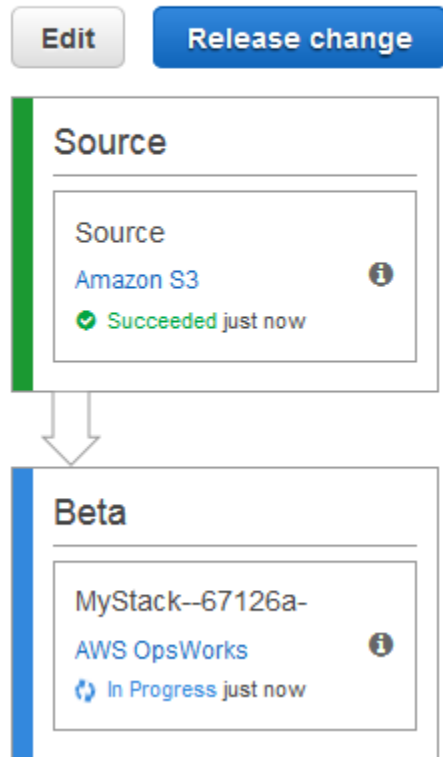 Edit Release change
Source
Source
Amazon S3
Succeeded just now
Beta
MyStack--67126a-
AWS OpsWorks
In Progress just now